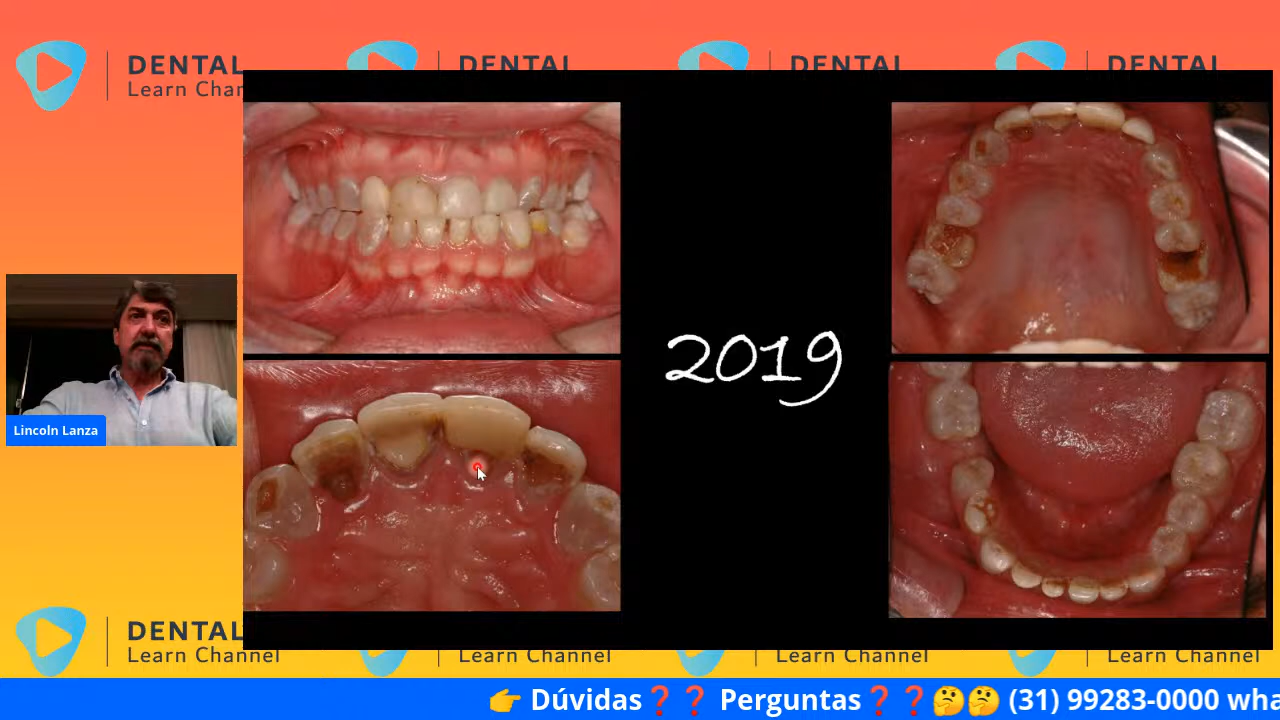 DENTAL
Learn Chan
DENTAL
DENTAL
DENTAL
2019
Lincoln Lanza
DENTAL
Learn Channel
Learn Channel
Learn Channel
Learn Channel
👉 Dúvidas❓❓ Perguntas❓❓🤔🤔 (31) 99283-0000 wha